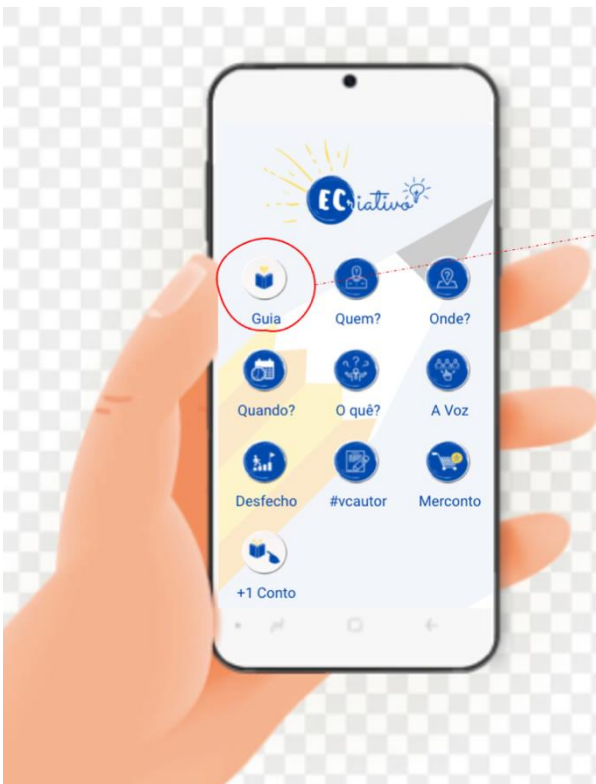 ECriativo
Guia Quem? Onde?
Quando? O quê? A Voz
Desfecho #vcautor Merconto
+1 Conto